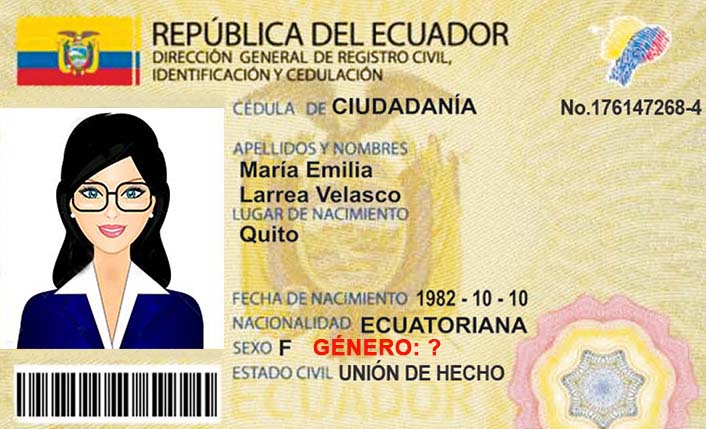 REPÚBLICA DEL ECUADOR
DIRECCIÓN GENERAL DE REGISTRO CIVIL,
IDENTIFICACIÓN Y CEDULACIÓN
CÉDULA DE CIUDADANÍA No.176147268-4
APELLIDOS Y NOMBRES
María Emilia
Larrea Velasco
LUGAR DE NACIMIENTO
Quito
FECHA DE NACIMIENTO 1982 - 10 - 10
NACIONALIDAD ECUATORIANA
SEXO F GÉNERO: ?
ESTADO CIVIL UNIÓN DE HECHO